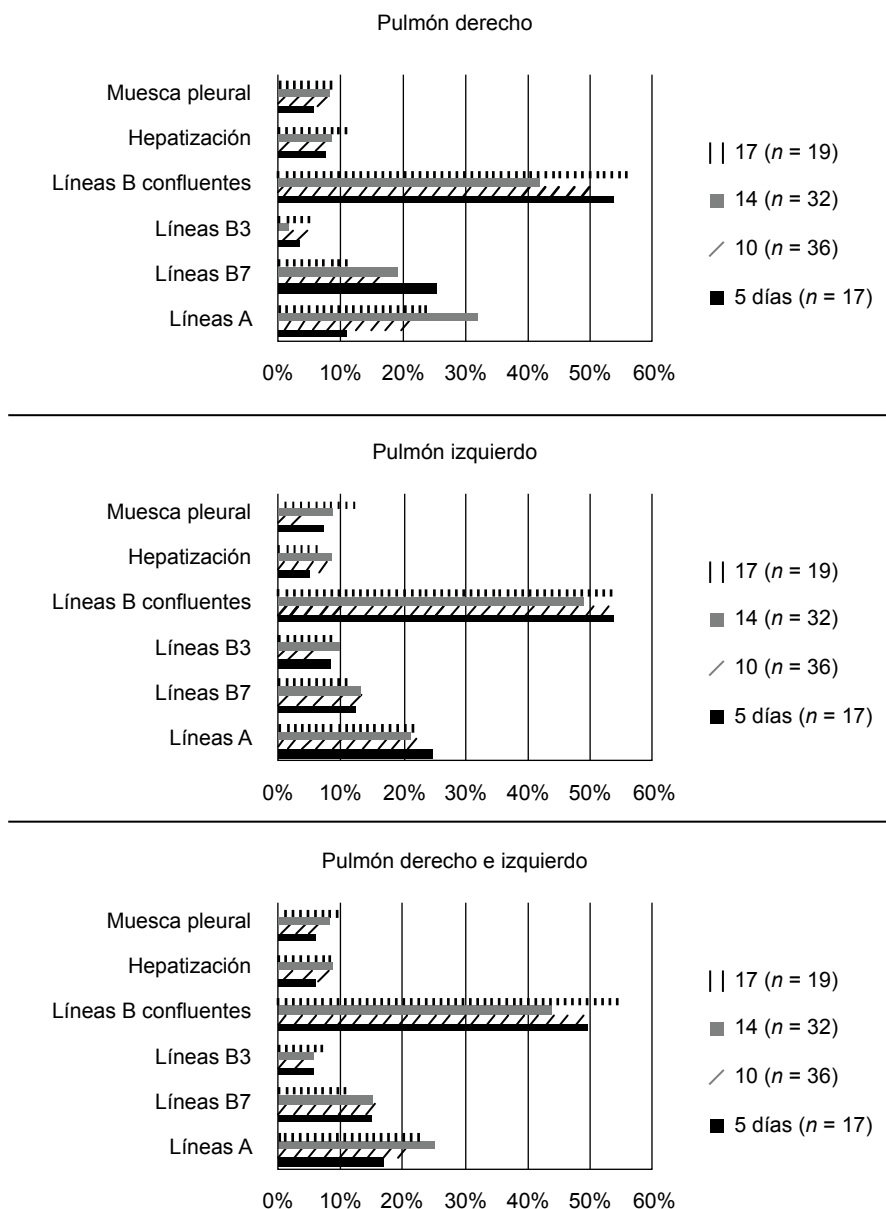 Pulmón derecho
Muesca pleural
Hepatización
Líneas B confluentes
Líneas B3
Líneas B7
Líneas A
0% 10% 20% 30% 40% 50% 60%
17 (n = 19)
14 (n = 32)
10 (n = 36)
5 días (n = 17)
Pulmón izquierdo
Muesca pleural
Hepatización
Líneas B confluentes
Líneas B3
Líneas B7
Líneas A
0% 10% 20% 30% 40% 50% 60%
17 (n = 19)
14 (n = 32)
10 (n = 36)
5 días (n = 17)
Pulmón derecho e izquierdo
Muesca pleural
Hepatización
Líneas B confluentes
Líneas B3
Líneas B7
Líneas A
0% 10% 20% 30% 40% 50% 60%
17 (n = 19)
14 (n = 32)
10 (n = 36)
5 días (n = 17)